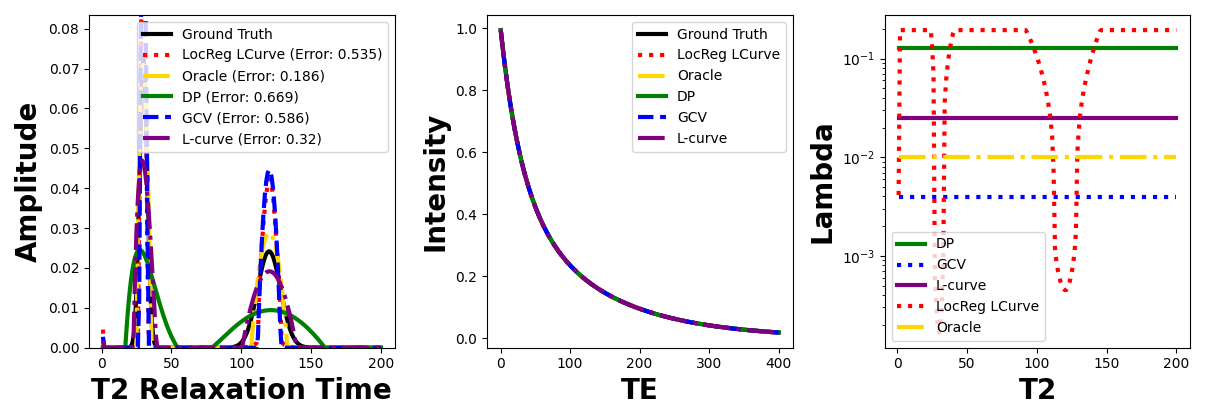 Amplitude
0.08
0.07
0.06
0.05
0.04
0.03
0.02
0.01
0.00
Ground Truth
LocReg LCurve (Error: 0.535)
Oracle (Error: 0.186)
DP (Error: 0.669)
GCV (Error: 0.586)
L-curve (Error: 0.32)
0 50 100 150 200
T2 Relaxation Time
Intensity
1.0
0.8
0.6
0.4
0.2
0.0
Ground Truth
LocReg LCurve
Oracle
DP
GCV
L-curve
0 100 200 300 400
TE
Lambda
10⁻¹
10⁻²
10⁻³
DP
GCV
L-curve
LocReg LCurve
Oracle
0 50 100 150 200
T2